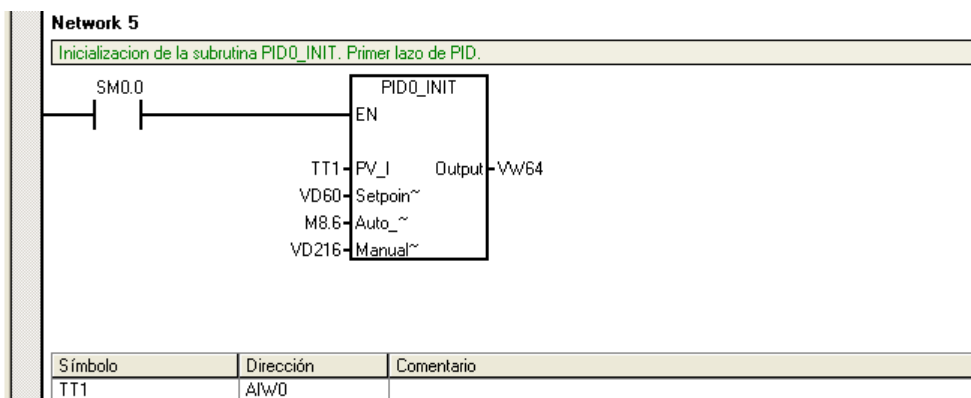 Network 5
Inicializacion de la subrutina PID0_INIT. Primer lazo de PID.
SM0.0
PID0_INIT
EN
TT1 PV_I Output VW64
VD60 Setpoin~
M8.6 Auto_~
VD216 Manual~
Símbolo Dirección Comentario
TT1 AIW0